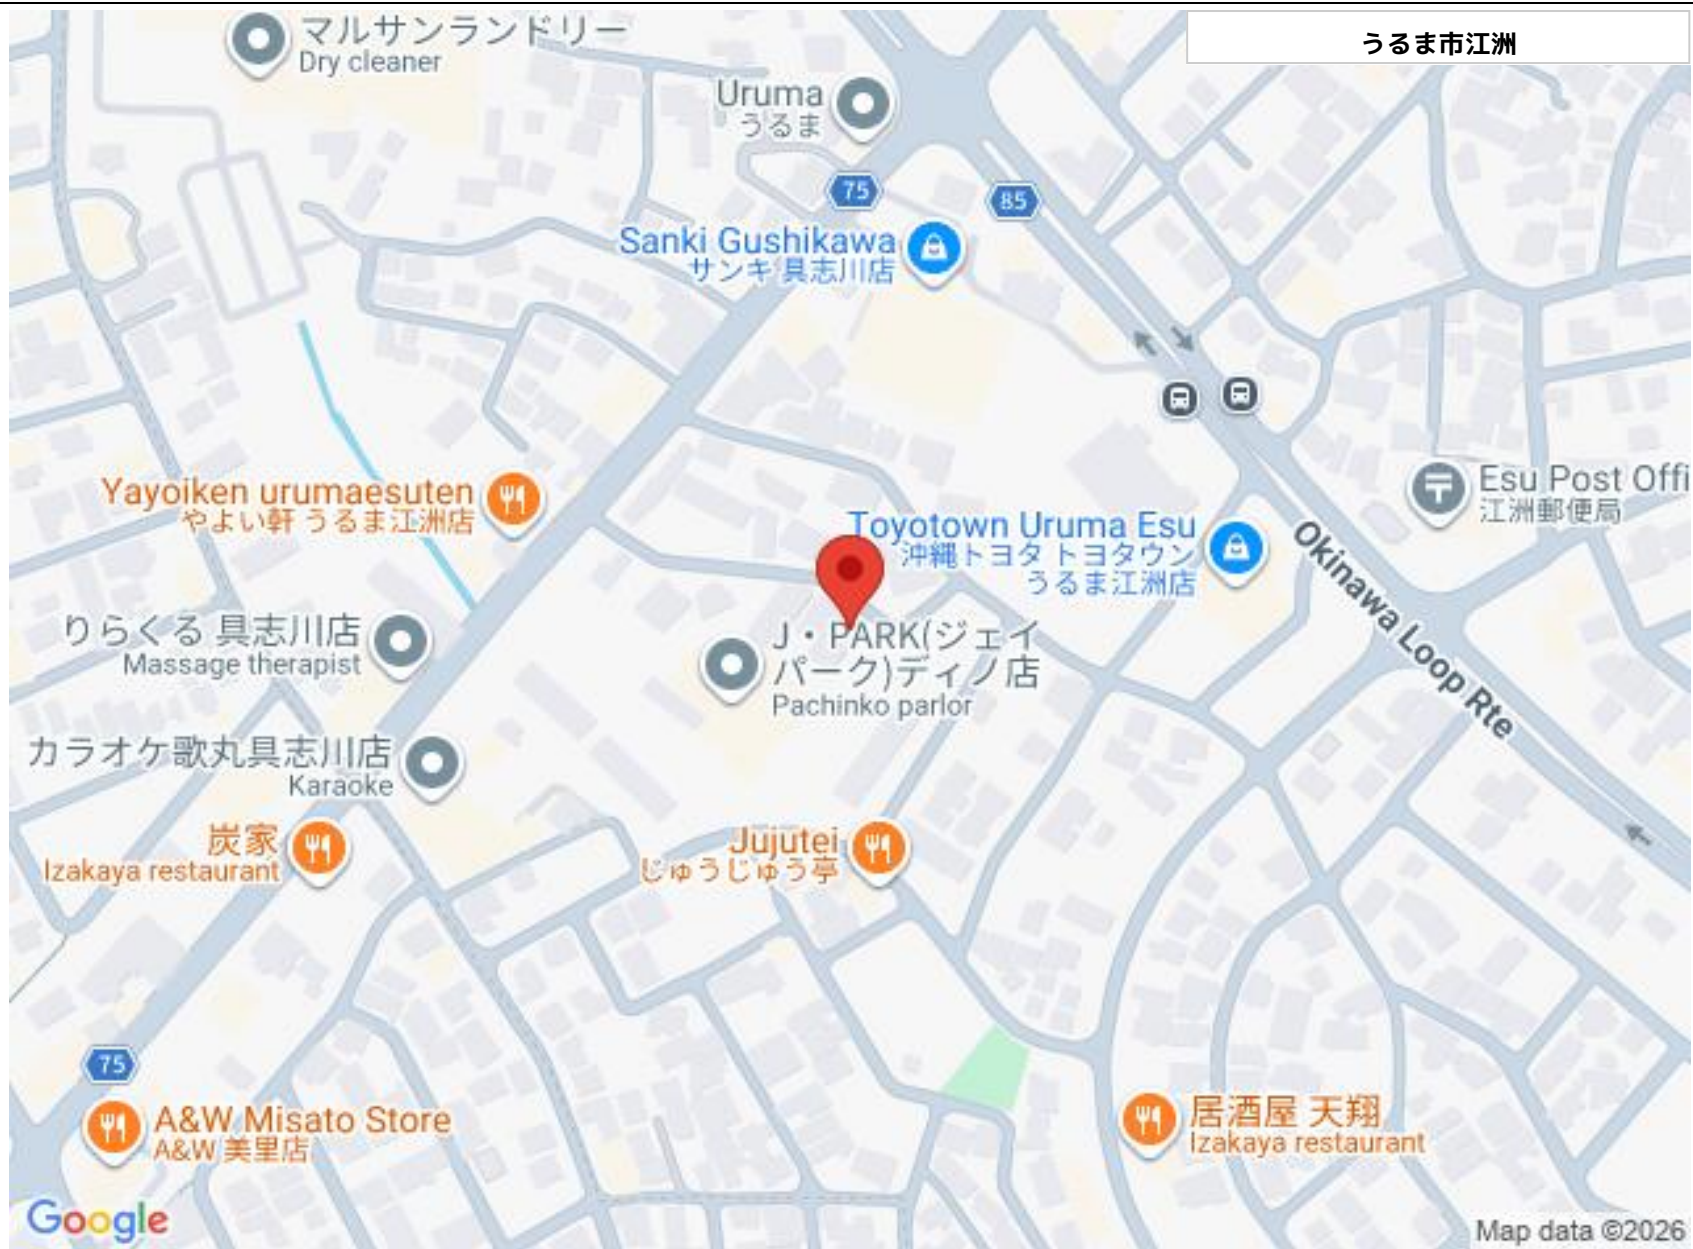 うるま市江洲
マルサンランドリー
Dry cleaner
Uruma
うるま
75
85
Sanki Gushikawa
サンキ 具志川店
Yayoiken urumaesuten
やよい軒 うるま江洲店
Esu Post Offi
江洲郵便局
Toyotown Uruma Esu
沖縄トヨタ トヨタウン
うるま江洲店
Okinawa Loop Rte
りらくる 具志川店
Massage therapist
J・PARK(ジェイ
パーク)ディノ店
Pachinko parlor
カラオケ歌丸具志川店
Karaoke
炭家
Izakaya restaurant
Jujutei
じゅうじゅう亭
75
A&W Misato Store
A&W 美里店
居酒屋 天翔
Izakaya restaurant
Google
Map data ©2026